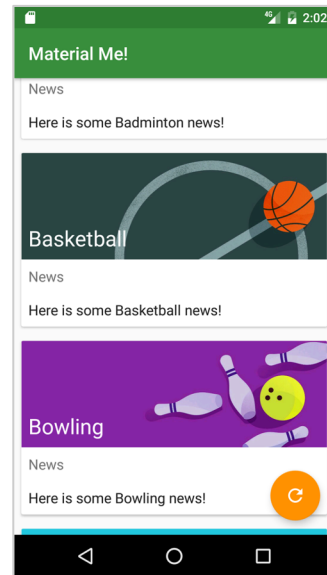 4G 2:02
Material Me!
News
Here is some Badminton news!
Basketball
News
Here is some Basketball news!
Bowling
News
Here is some Bowling news!